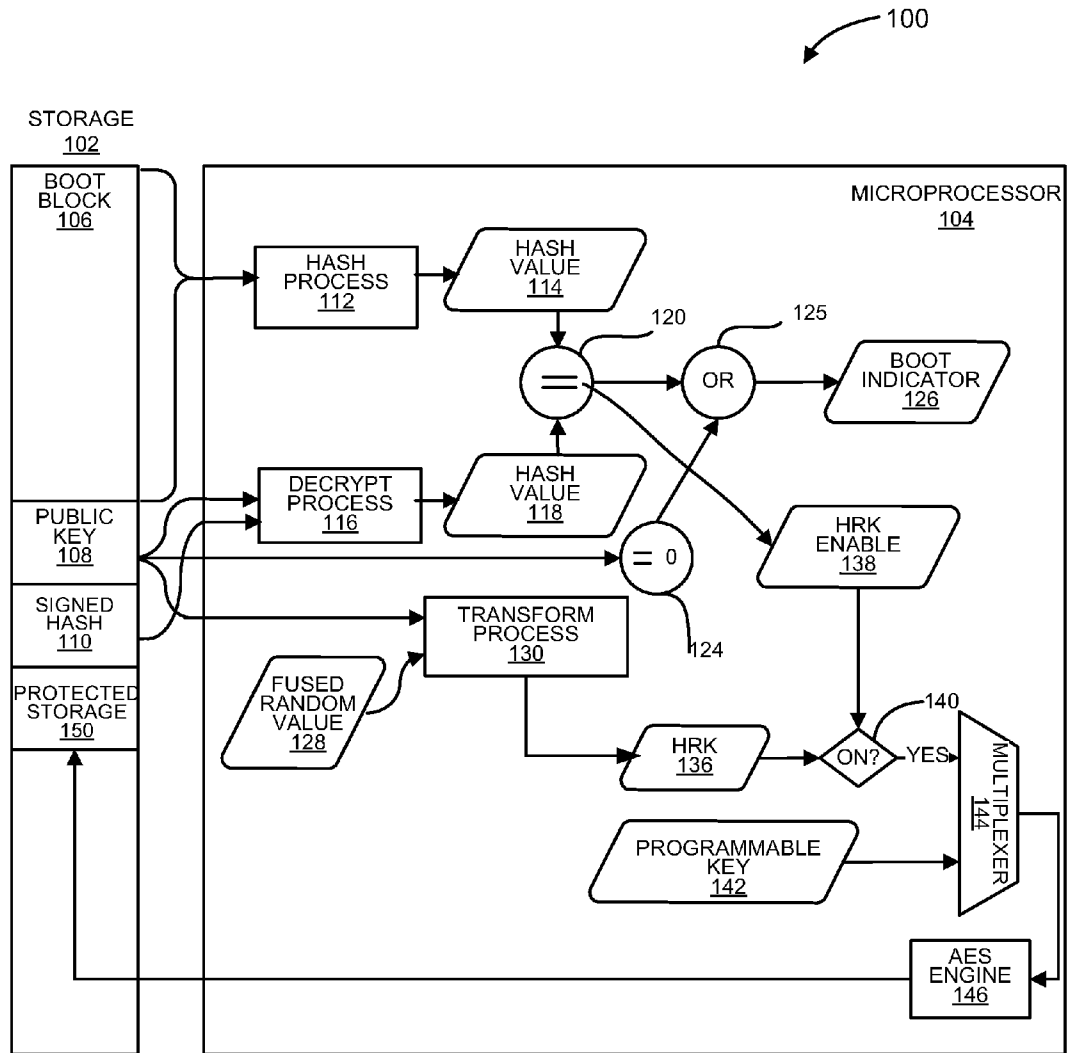 100
STORAGE
102
BOOT
BLOCK
106
PUBLIC
KEY
108
SIGNED
HASH
110
PROTECTED
STORAGE
150
MICROPROCESSOR
104
HASH
PROCESS
112
HASH
VALUE
114
120
125
=
OR
BOOT
INDICATOR
126
DECRYPT
PROCESS
116
HASH
VALUE
118
= 0
124
HRK
ENABLE
138
TRANSFORM
PROCESS
130
FUSED
RANDOM
VALUE
128
HRK
136
140
ON?
YES
MULTIPLEXER
144
PROGRAMMABLE
KEY
142
AES
ENGINE
146